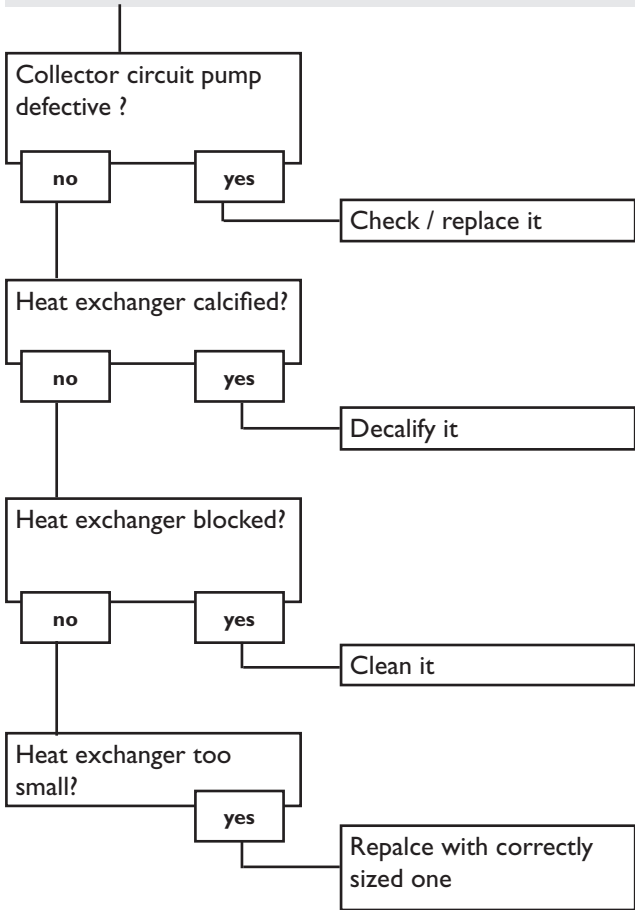 Collector circuit pump
defective ?
no
yes
Check / replace it
Heat exchanger calcified?
no
yes
Decalify it
Heat exchanger blocked?
no
yes
Clean it
Heat exchanger too
small?
yes
Repalce with correctly
sized one